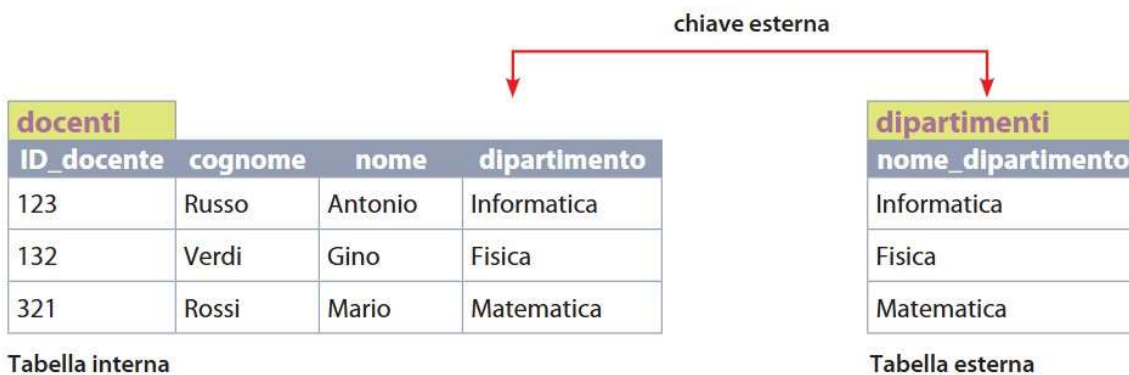 chiave esterna
docenti
ID_docente cognome nome dipartimento
123 Russo Antonio Informatica
132 Verdi Gino Fisica
321 Rossi Mario Matematica
Tabella interna
dipartimenti
nome_dipartimento
Informatica
Fisica
Matematica
Tabella esterna